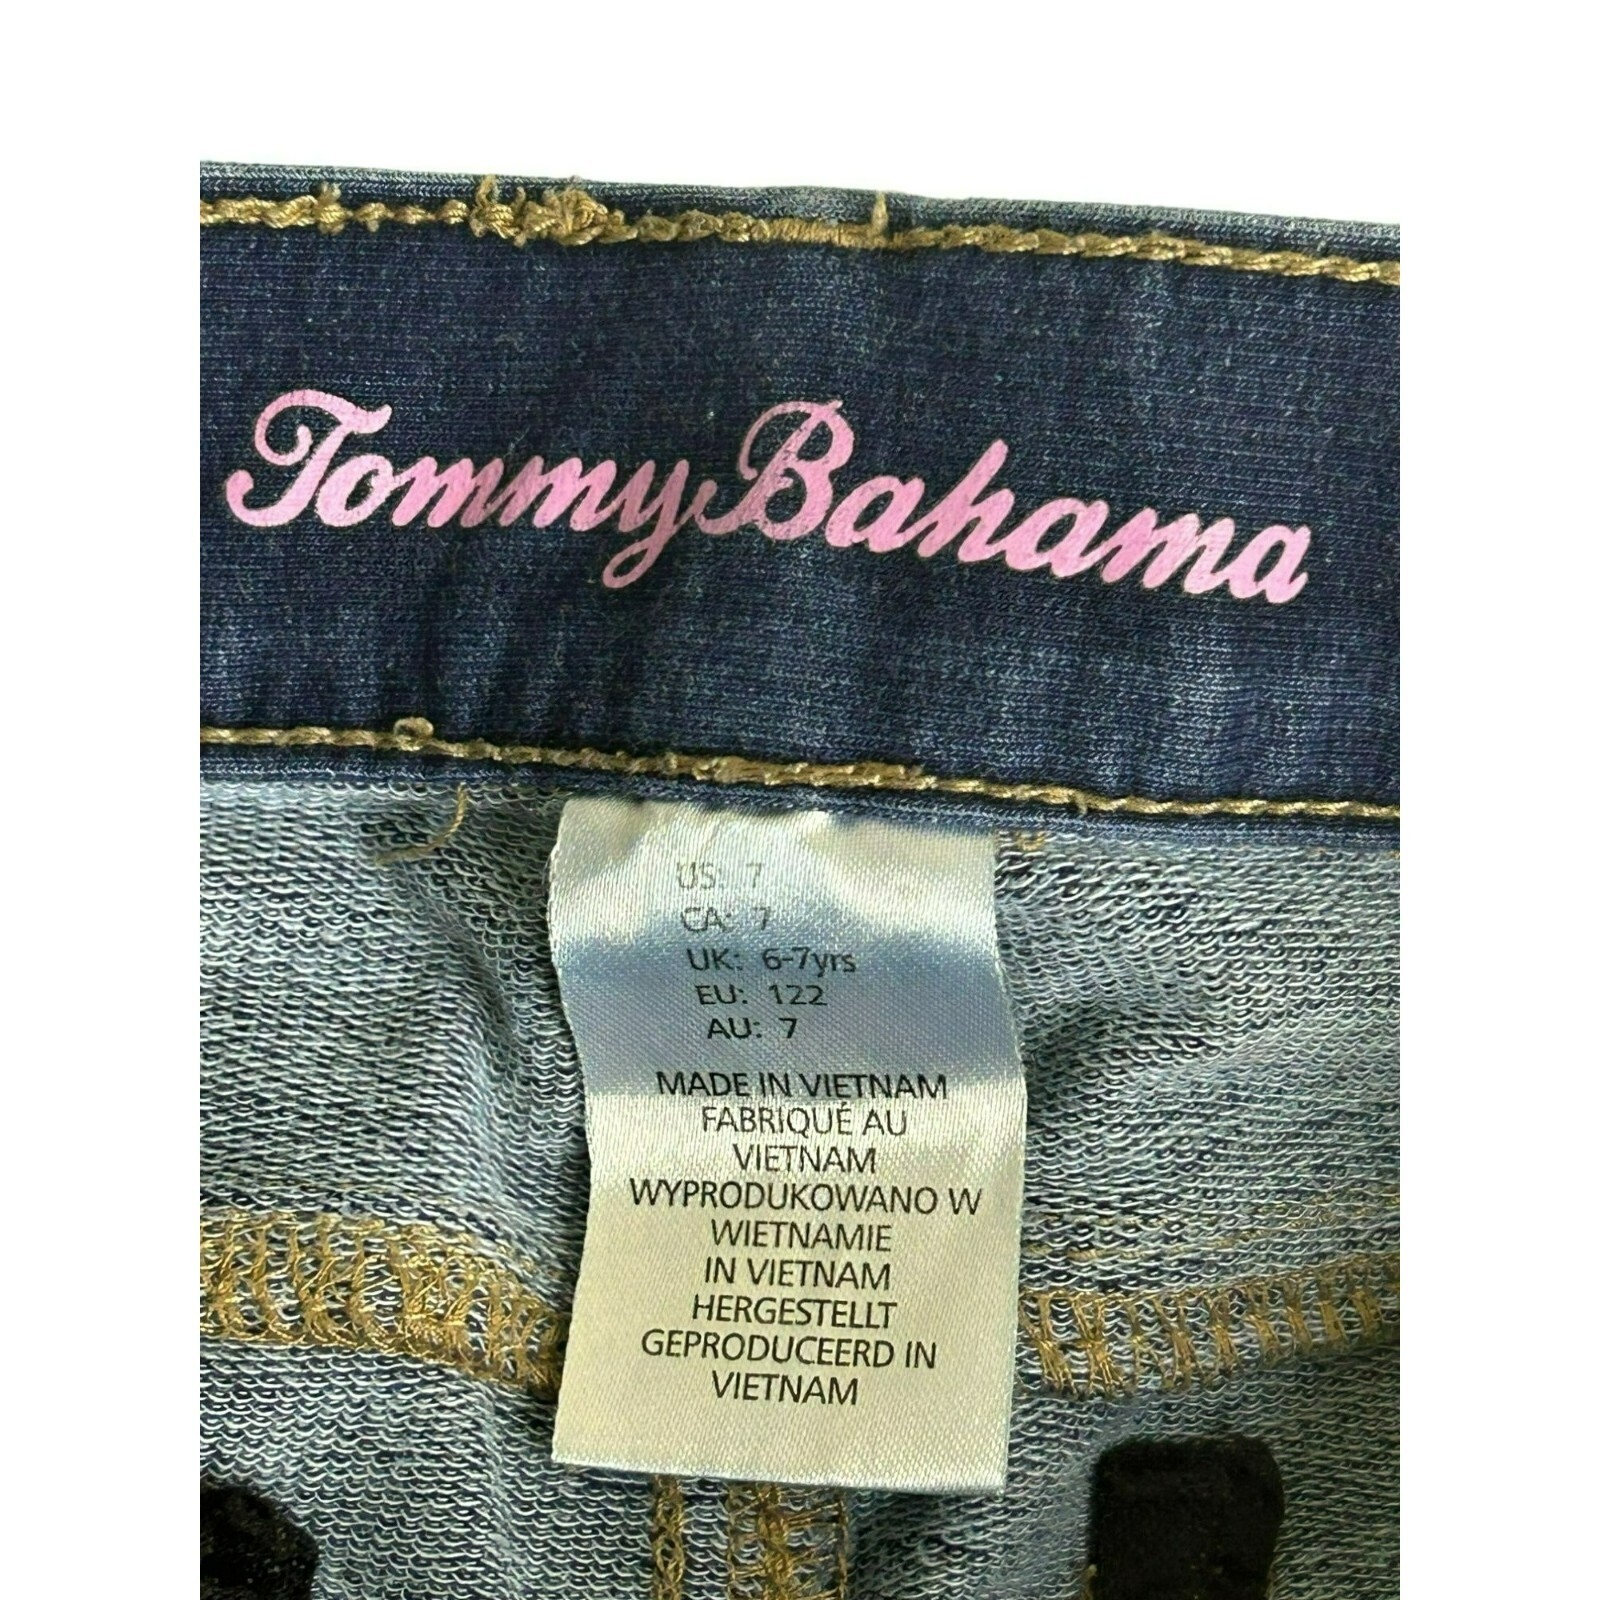 Tommy Bahama
US: 7
CA: 7
UK: 6-7yrs
EU: 122
AU: 7
MADE IN VIETNAM
FABRIQUÉ AU
VIETNAM
WYPRODUKOWANO W
WIETNAMIE
IN VIETNAM
HERGESTELLT
GEPRODUCEERD IN
VIETNAM